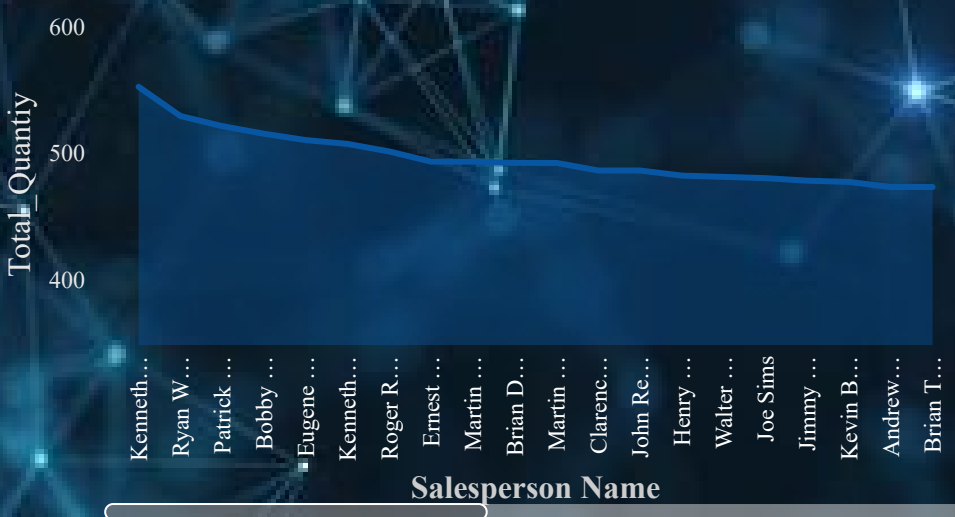 600
500
400
Total_Quantiy
Kenneth…
Ryan W…
Patrick …
Bobby …
Eugene …
Kenneth…
Roger R…
Ernest …
Martin …
Brian D…
Martin …
Clarenc…
John Re…
Henry …
Walter …
Joe Sims
Jimmy …
Kevin B…
Andrew…
Brian T…
Salesperson Name